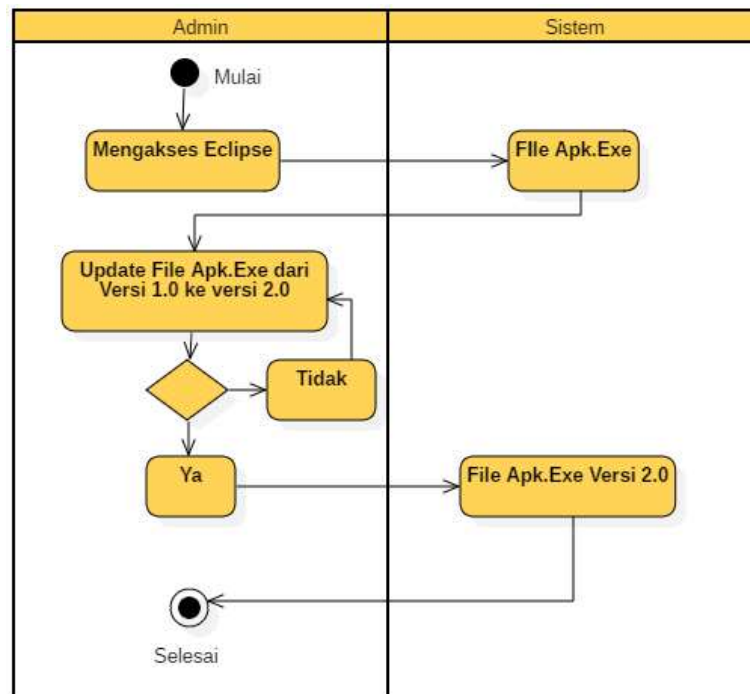 Admin
Sistem
Mulai
Mengakses Eclipse
FIle Apk.Exe
Update File Apk.Exe dari
Versi 1.0 ke versi 2.0
Tidak
Ya
File Apk.Exe Versi 2.0
Selesai